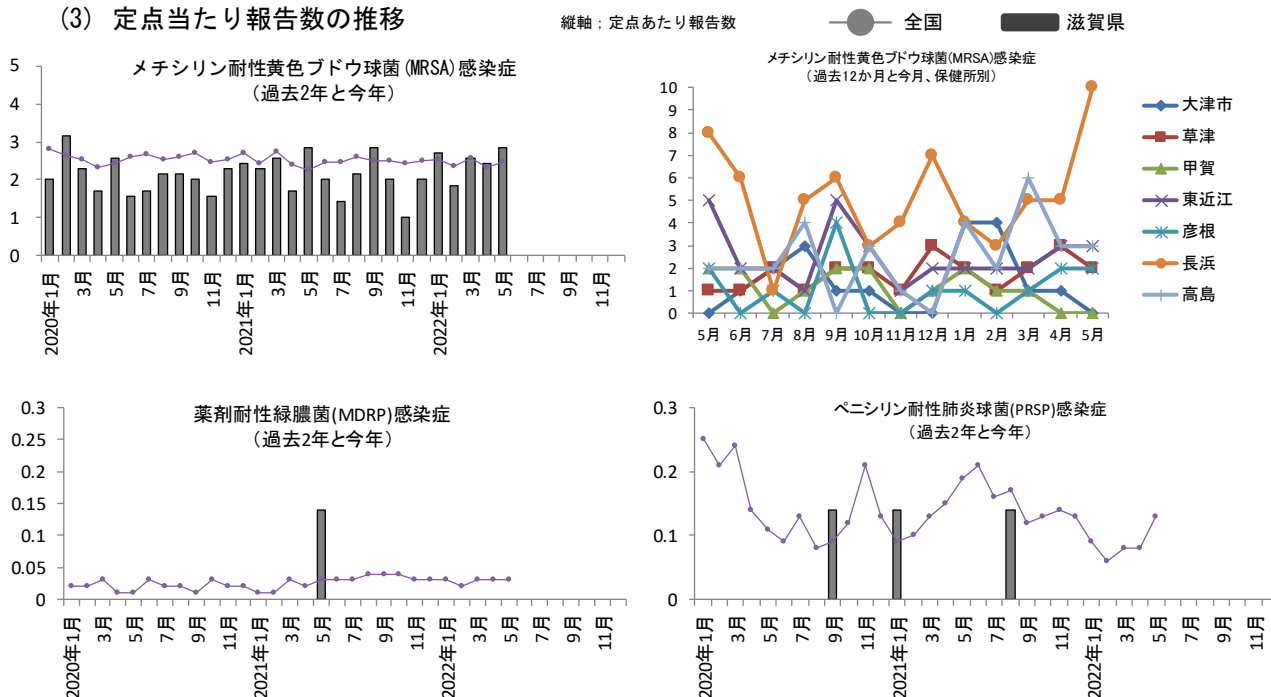 (3) 定点当たり報告数の推移
縦軸；定点あたり報告数
全国
滋賀県
メチシリン耐性黄色ブドウ球菌(MRSA)感染症
(過去2年と今年)
5
4
3
2
1
0
2020年1月 3月 5月 7月 9月 11月 2021年1月 3月 5月 7月 9月 11月 2022年1月 3月 5月 7月 9月 11月
メチシリン耐性黄色ブドウ球菌(MRSA)感染症
(過去12か月と今月、保健所別)
10
9
8
7
6
5
4
3
2
1
0
5月 6月 7月 8月 9月 10月 11月 12月 1月 2月 3月 4月 5月
大津市
草津
甲賀
東近江
彦根
長浜
高島
薬剤耐性緑膿菌(MDRP)感染症
(過去2年と今年)
0.3
0.25
0.2
0.15
0.1
0.05
0
2020年1月 3月 5月 7月 9月 11月 2021年1月 3月 5月 7月 9月 11月 2022年1月 3月 5月 7月 9月 11月
ペニシリン耐性肺炎球菌(PRSP)感染症
(過去2年と今年)
0.3
0.2
0.1
0
2020年1月 3月 5月 7月 9月 11月 2021年1月 3月 5月 7月 9月 11月 2022年1月 3月 5月 7月 9月 11月